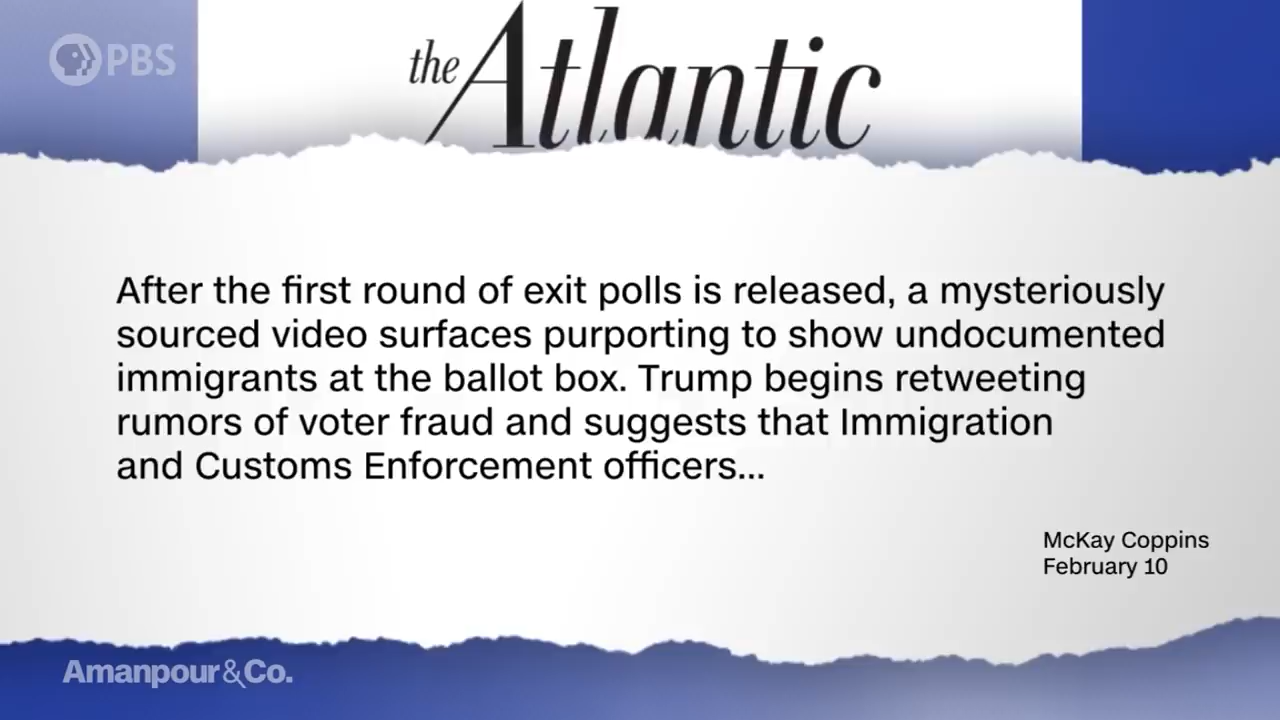 PBS
the Atlantic
After the first round of exit polls is released, a mysteriously
sourced video surfaces purporting to show undocumented
immigrants at the ballot box. Trump begins retweeting
rumors of voter fraud and suggests that Immigration
and Customs Enforcement officers...
McKay Coppins
February 10
Amanpour&Co.